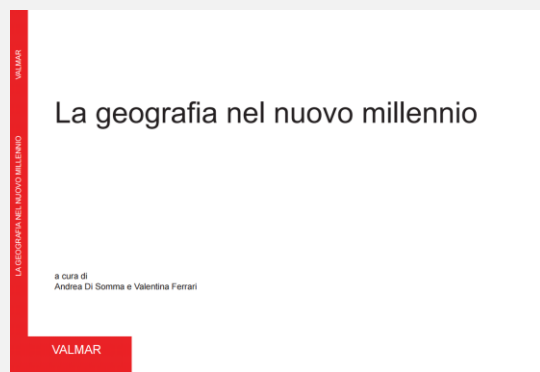 VALMAR
LA GEOGRAFIA NEL NUOVO MILLENNIO
La geografia nel nuovo millennio
a cura di
Andrea Di Somma e Valentina Ferrari
VALMAR